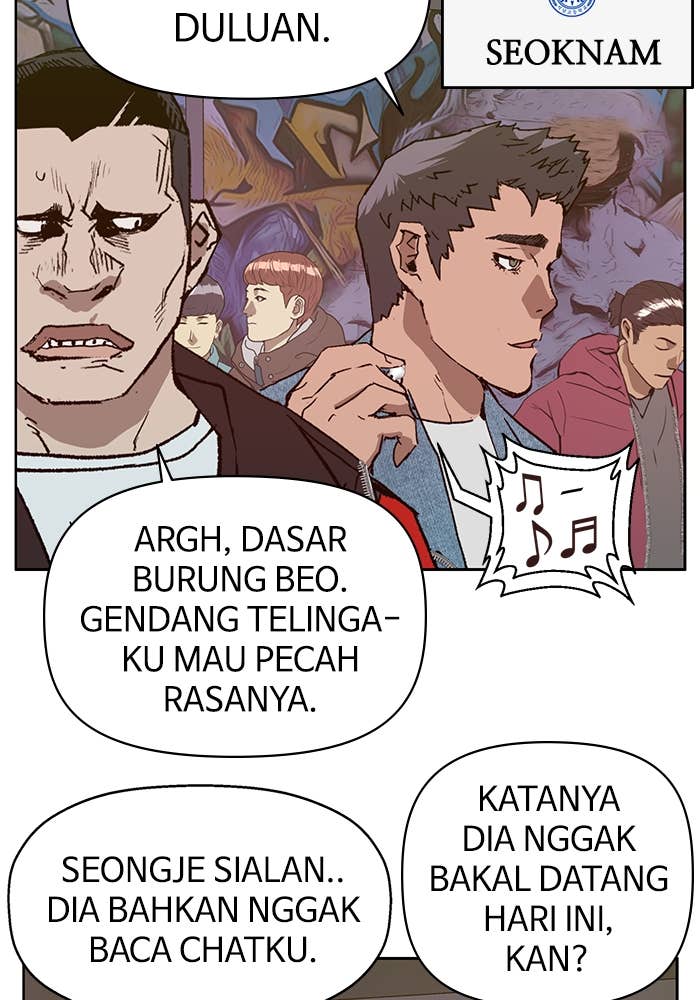 DULUAN.
SEOKNAM
ARGH, DASAR
BURUNG BEO.
GENDANG TELINGA-
KU MAU PECAH
RASANYA.
SEONGJE SIALAN..
DIA BAHKAN NGGAK
BACA CHATKU.
KATANYA
DIA NGGAK
BAKAL DATANG
HARI INI,
KAN?